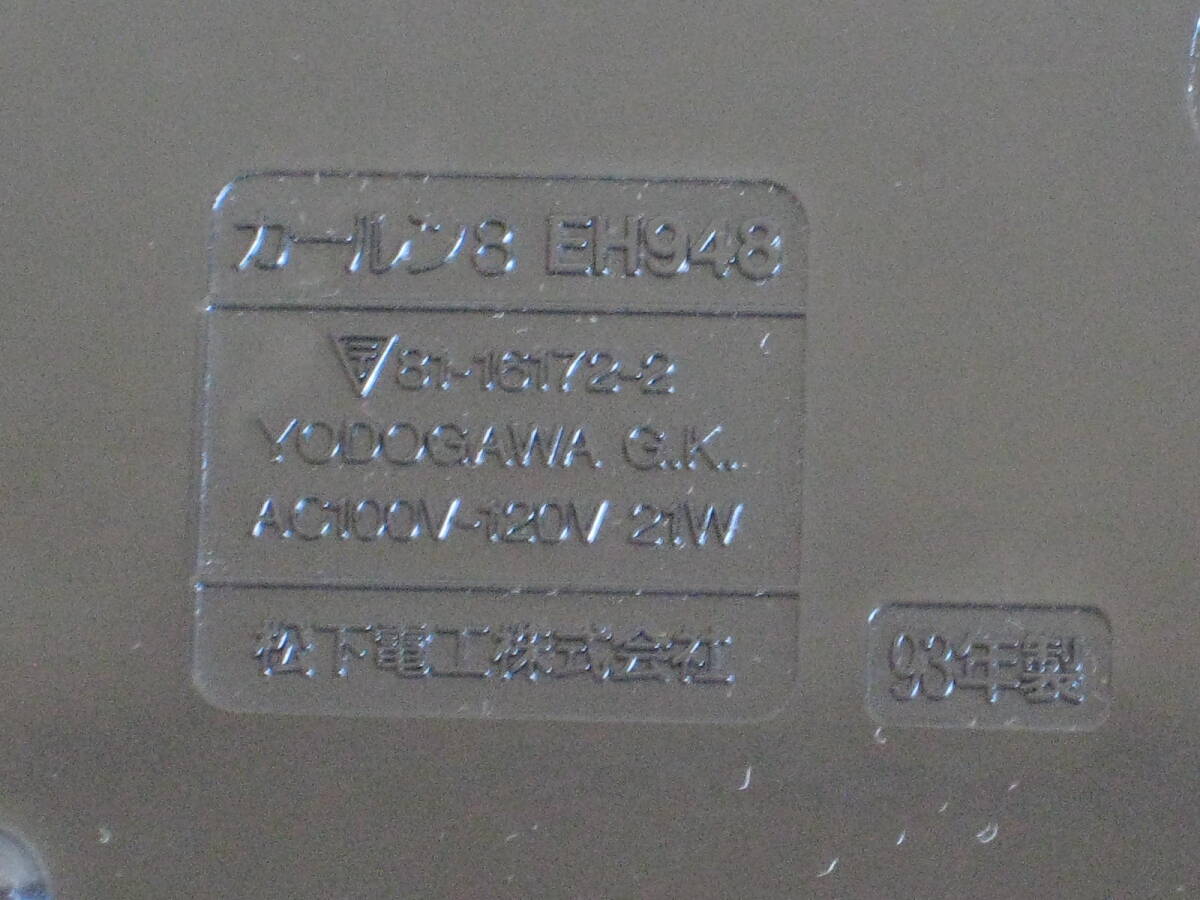 カールン8 EH948
81-16172-2
YODOGAWA G.K.
AC100V-120V 21W
松下電工株式会社
93年製